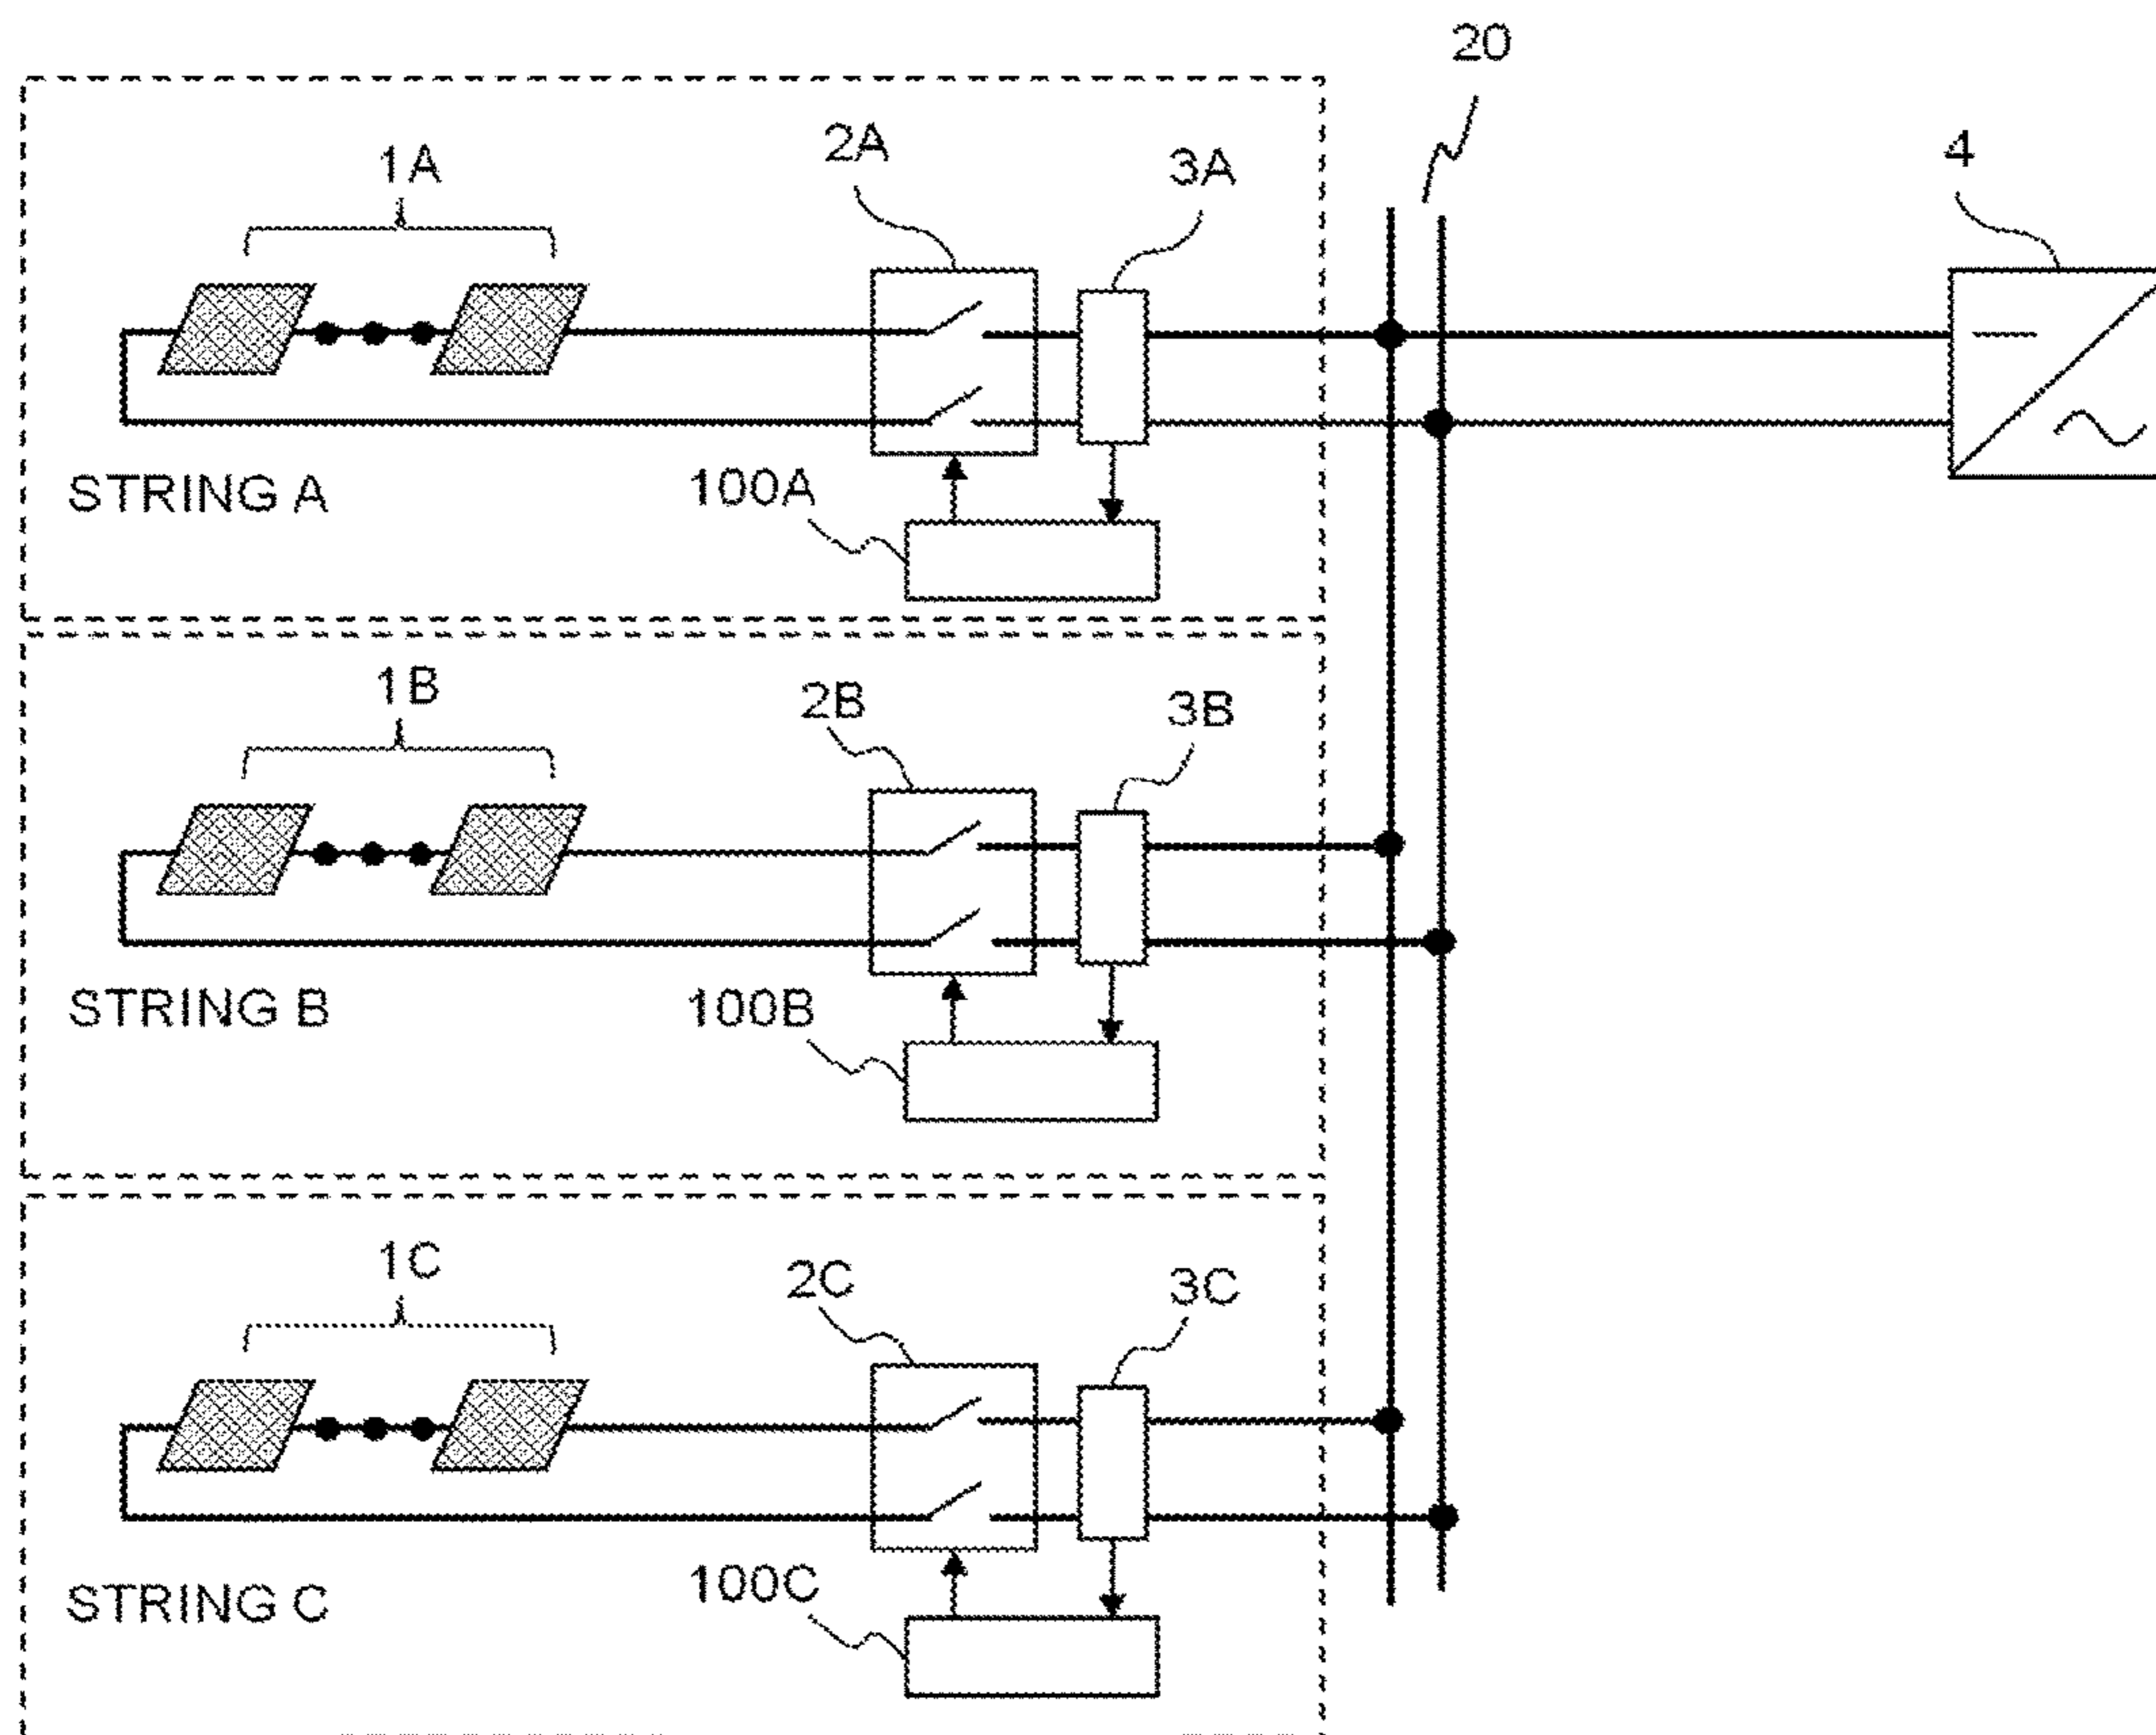 20
4
1A
2A
3A
100A
STRING A
1B
2B
3B
100B
STRING B
1C
2C
3C
100C
STRING C